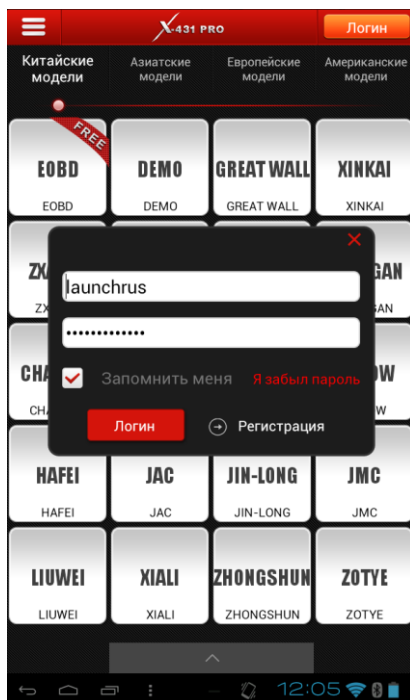 X-431 PRO
Логин
Китайские модели
Азиатские модели
Европейские модели
Американские модели
FREE
EOBD
DEMO
GREAT WALL
XINKAI
EOBD
DEMO
GREAT WALL
XINKAI
launchrus
•••••••••••••
Запомнить меня
Я забыл пароль
Логин
Регистрация
HAFEI
JAC
JIN-LONG
JMC
HAFEI
JAC
JIN-LONG
JMC
LIUWEI
XIALI
ZHONGSHUN
ZOTYE
LIUWEI
XIALI
ZHONGSHUN
ZOTYE
12:05